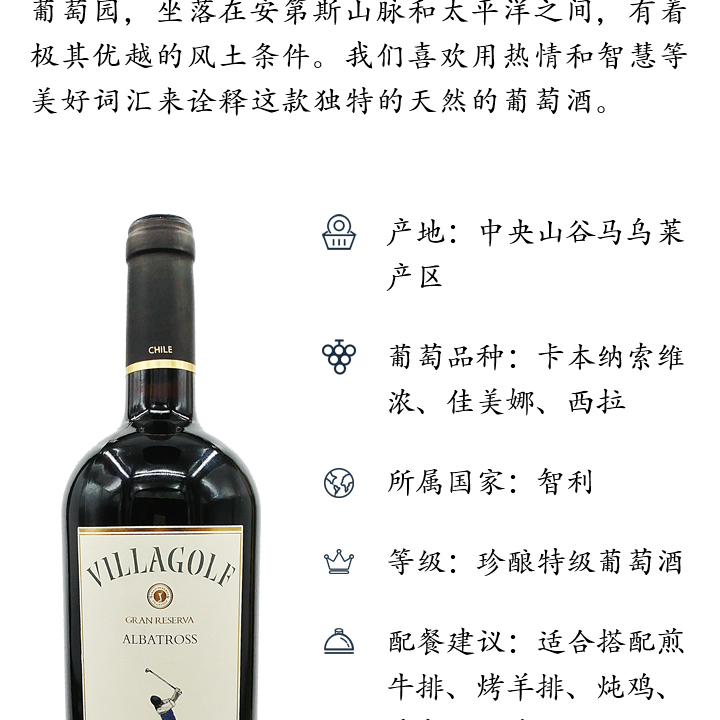 葡萄园，坐落在安第斯山脉和太平洋之间，有着
极其优越的风土条件。我们喜欢用热情和智慧等
美好词汇来诠释这款独特的天然的葡萄酒。
产地：中央山谷马乌莱
产区
葡萄品种：卡本纳索维
浓、佳美娜、西拉
所属国家：智利
等级：珍酿特级葡萄酒
配餐建议：适合搭配煎
牛排、烤羊排、炖鸡、
CHILE
VILLAGOLF
GRAN RESERVA
ALBATROSS